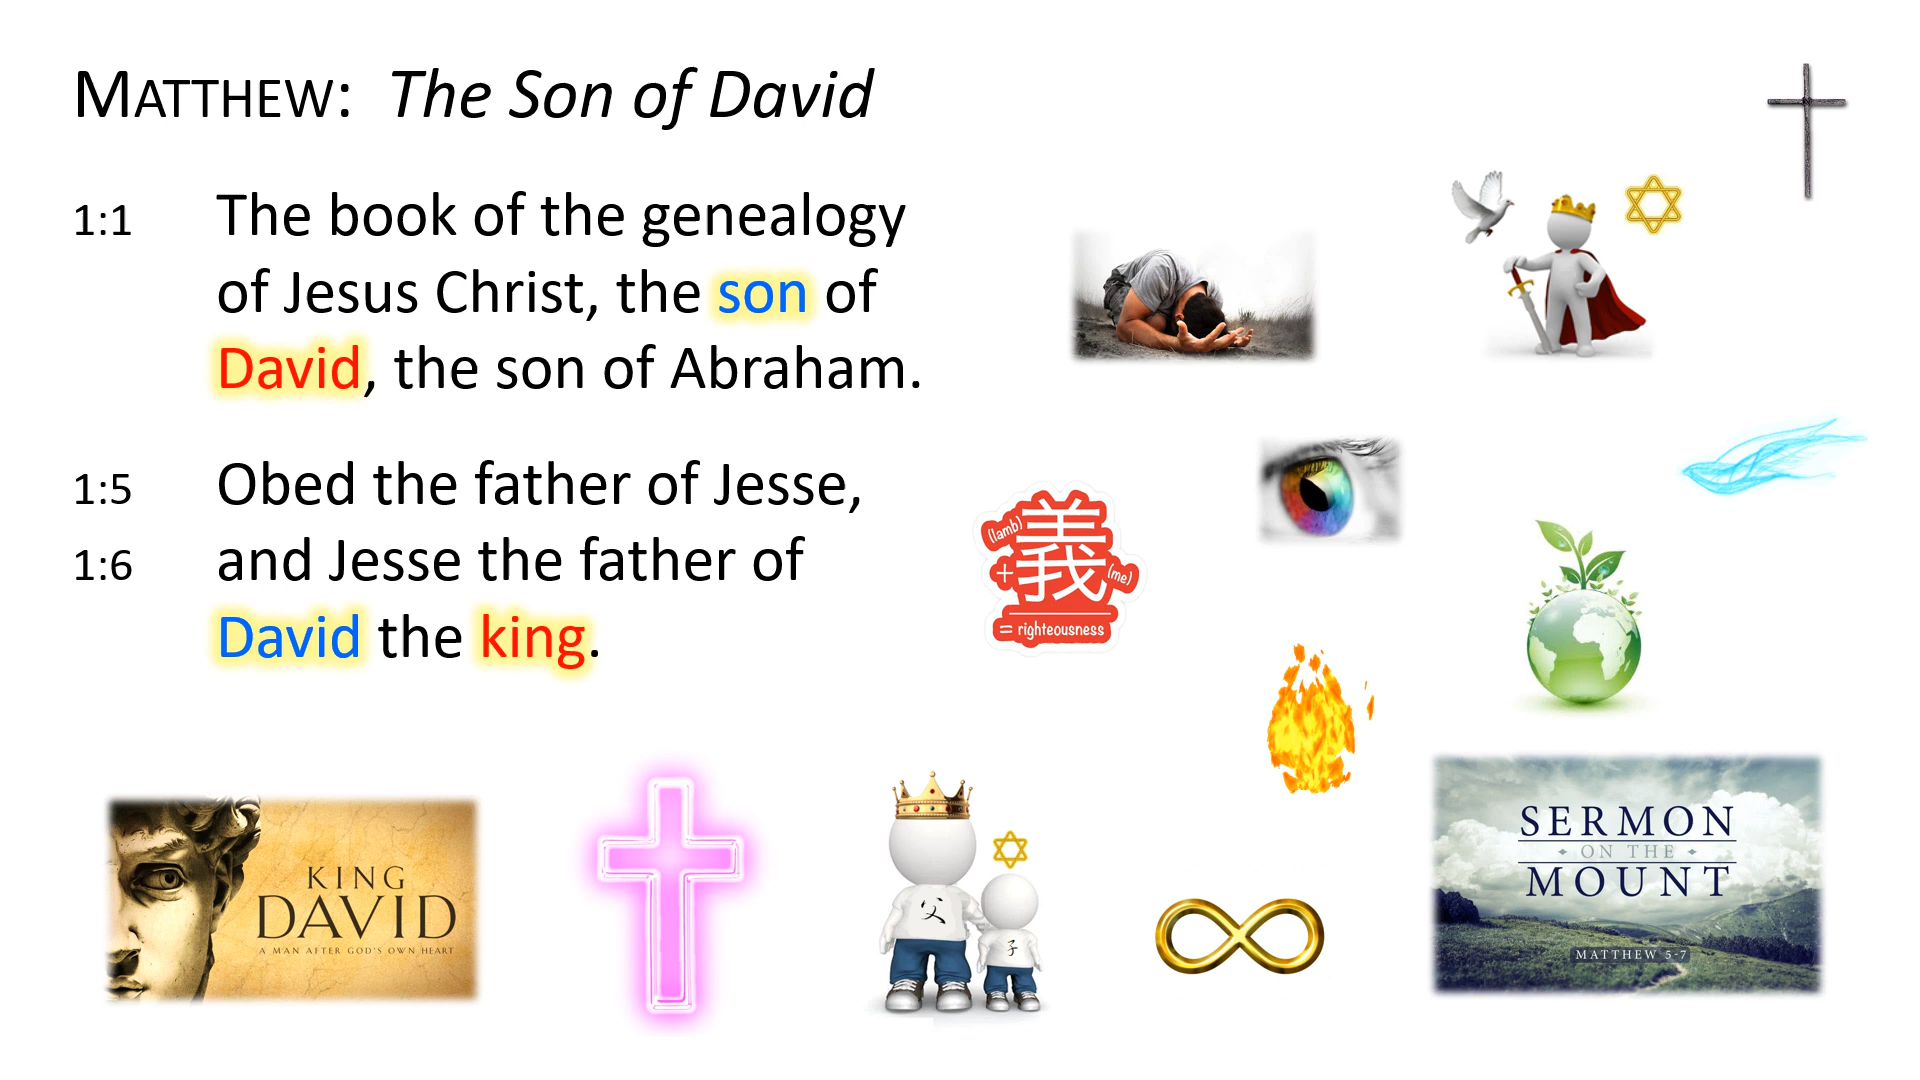 MATTHEW: The Son of David
1:1 The book of the genealogy
of Jesus Christ, the son of
David, the son of Abraham.
1:5 Obed the father of Jesse,
1:6 and Jesse the father of
David the king.
(lamb)
義
+
(me)
= righteousness
KING
DAVID
A MAN AFTER GOD'S OWN HEART
父
子
SERMON
ON THE
MOUNT
MATTHEW 5-7